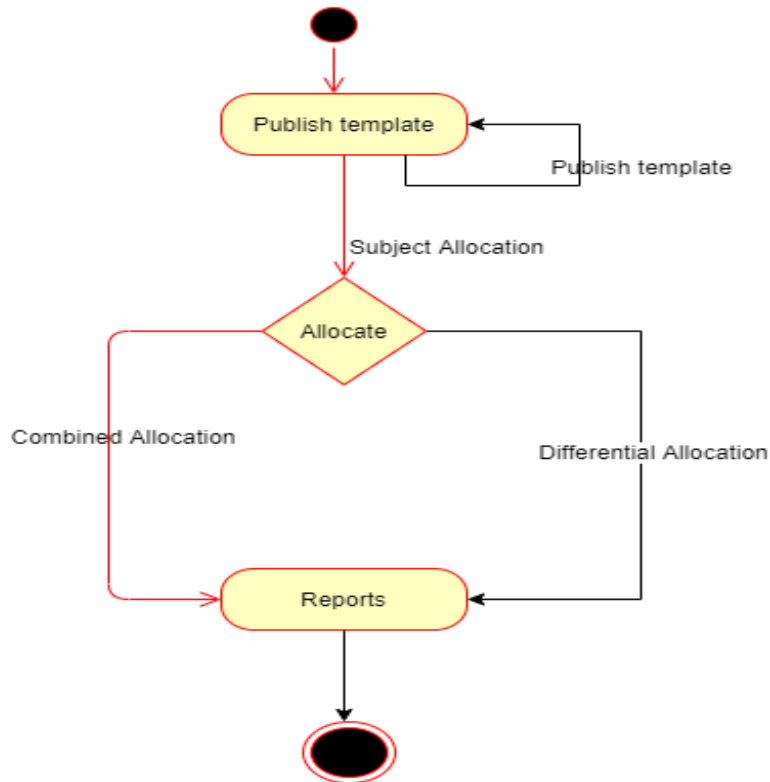 Publish template
Publish template
Subject Allocation
Allocate
Combined Allocation
Differential Allocation
Reports